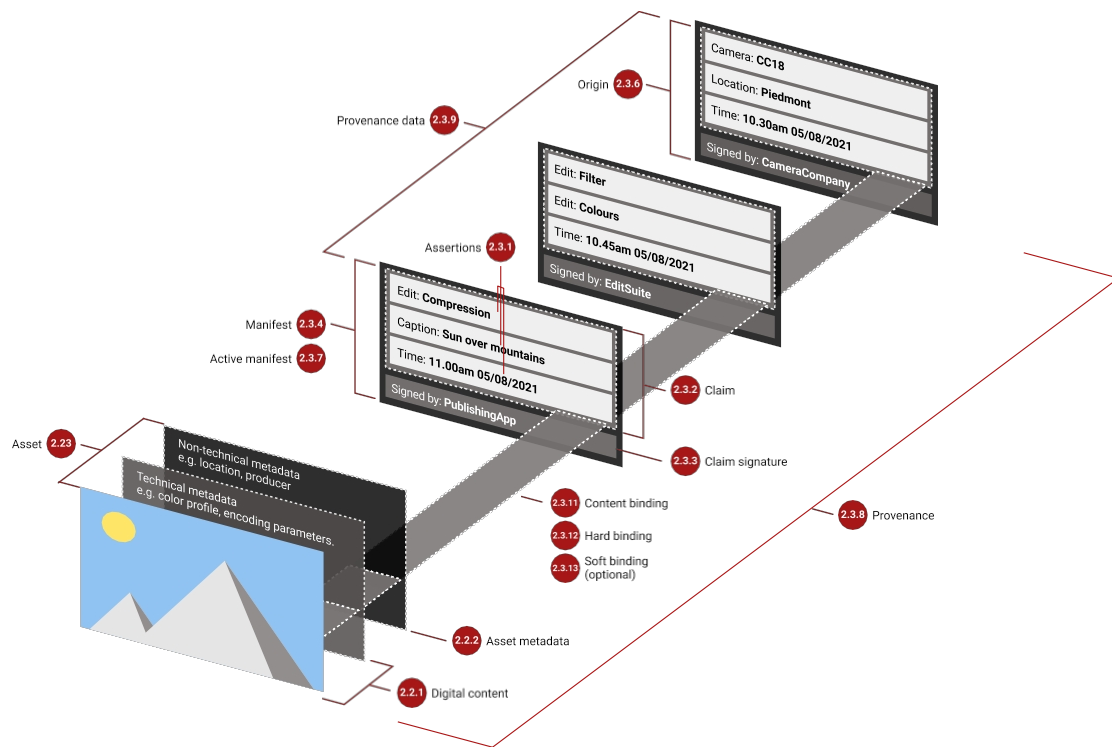 Camera: CC18
Location: Piedmont
Time: 10.30am 05/08/2021
Signed by: CameraCompany
Origin 2.3.6
Provenance data 2.3.9
Edit: Filter
Edit: Colours
Time: 10.45am 05/08/2021
Signed by: EditSuite
Assertions 2.3.1
Edit: Compression
Caption: Sun over mountains
Time: 11.00am 05/08/2021
Signed by: PublishingApp
Manifest 2.3.4
Active manifest 2.3.7
2.3.2 Claim
2.3.3 Claim signature
Asset 2.23
Non-technical metadata
e.g. location, producer
Technical metadata
e.g. color profile, encoding parameters.
2.3.11 Content binding
2.3.12 Hard binding
2.3.13 Soft binding
(optional)
2.3.8 Provenance
2.2.2 Asset metadata
2.2.1 Digital content